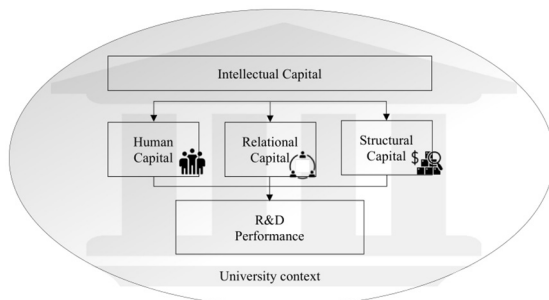 Intellectual Capital
Human
Capital
Relational
Capital
Structural
Capital
$
R&D
Performance
University context